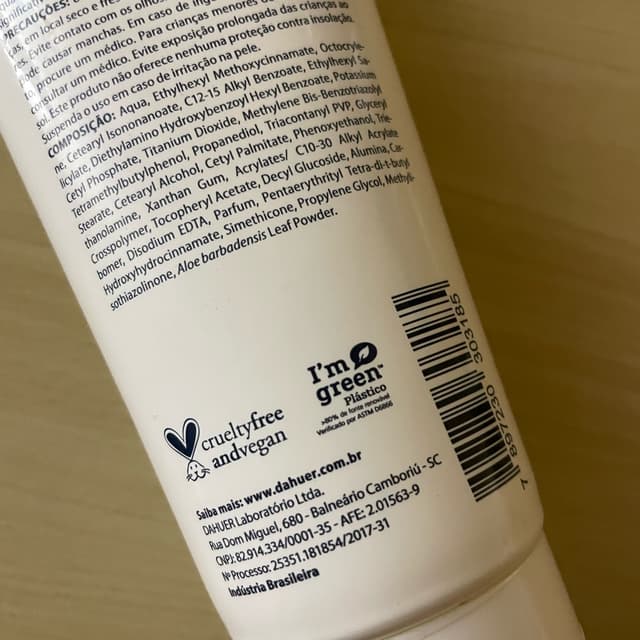 PRECAUÇÕES:
as, em local seco e fres
Evite contato com os olhos
de causar manchas. Em caso de ing
procure um médico. Para crianças menores d
consultar um médico. Evite exposição prolongada das crianças ao
sol. Este produto não oferece nenhuma proteção contra insolação.
Suspenda o uso em caso de irritação na pele.
COMPOSIÇÃO: Aqua, Ethylhexyl Methoxycinnamate, Octocryle-
ne, Cetearyl Isononanoate, C12-15 Alkyl Benzoate, Ethylhexyl Sa-
licylate, Diethylamino Hydroxybenzoyl Hexyl Benzoate, Potassium
Cetyl Phosphate, Titanium Dioxide, Methylene Bis-Benzotriazolyl
Tetramethylbutylphenol, Propanediol, Triacontanyl PVP, Glyceryl
Stearate, Cetearyl Alcohol, Cetyl Palmitate, Phenoxyethanol, Trie-
thanolamine, Xanthan Gum, Acrylates/ C10-30 Alkyl Acrylate
Crosspolymer, Tocopheryl Acetate, Decyl Glucoside, Alumina, Car-
bomer, Disodium EDTA, Parfum, Pentaerythrityl Tetra-di-t-butyl
Hydroxyhydrocinnamate, Simethicone, Propylene Glycol, Methyli-
sothiazolinone, Aloe barbadensis Leaf Powder.
I'm
green™
Plástico
>80% de fonte renovável
Verificado por ASTM D6866
crueltyfree
andvegan
7 897230 303185
Saiba mais: www.dahuer.com.br
DAHUER Laboratório Ltda.
Rua Dom Miguel, 680 - Balneário Camboriú - SC
CNPJ: 82.914.334/0001-35 - AFE: 2.01563-9
Nº Processo: 25351.181854/2017-31
Indústria Brasileira